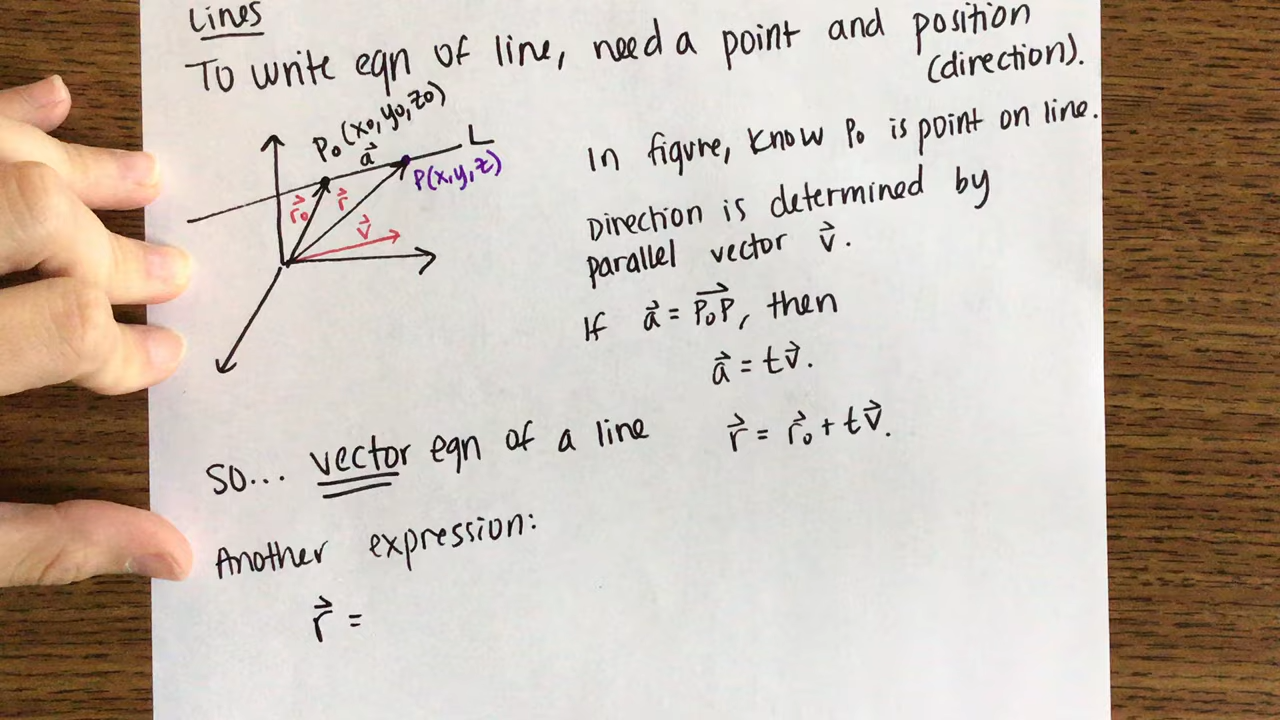 Lines
To write eqn of line, need a point and position
(direction).
P₀(x₀,y₀,z₀)
a⃗
L
P(x,y,z)
r⃗₀
r⃗
v⃗
In figure, know P₀ is point on line.
Direction is determined by
parallel vector v⃗.
If a⃗ = P₀P⃗, then
a⃗ = tv⃗.
So... vector eqn of a line r⃗ = r⃗₀ + tv⃗.
Another expression:
r⃗ =